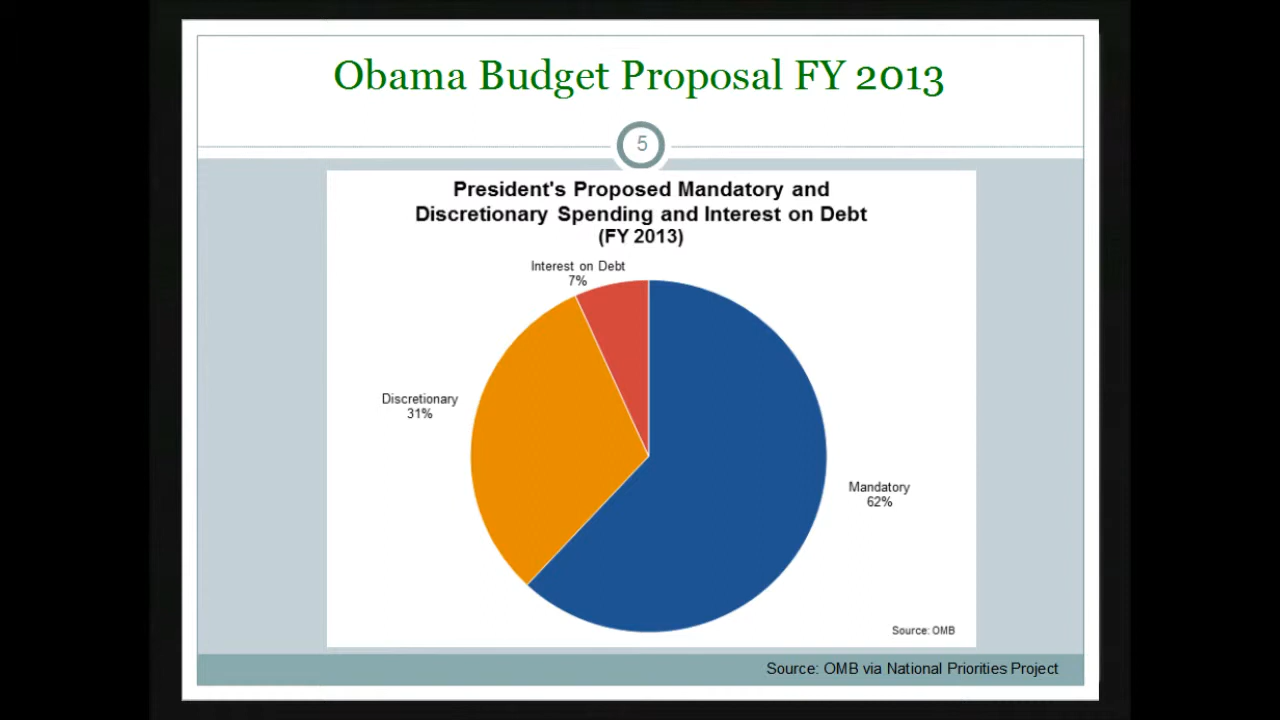 Obama Budget Proposal FY 2013
5
President's Proposed Mandatory and
Discretionary Spending and Interest on Debt
(FY 2013)
Interest on Debt
7%
Discretionary
31%
Mandatory
62%
Source: OMB
Source: OMB via National Priorities Project